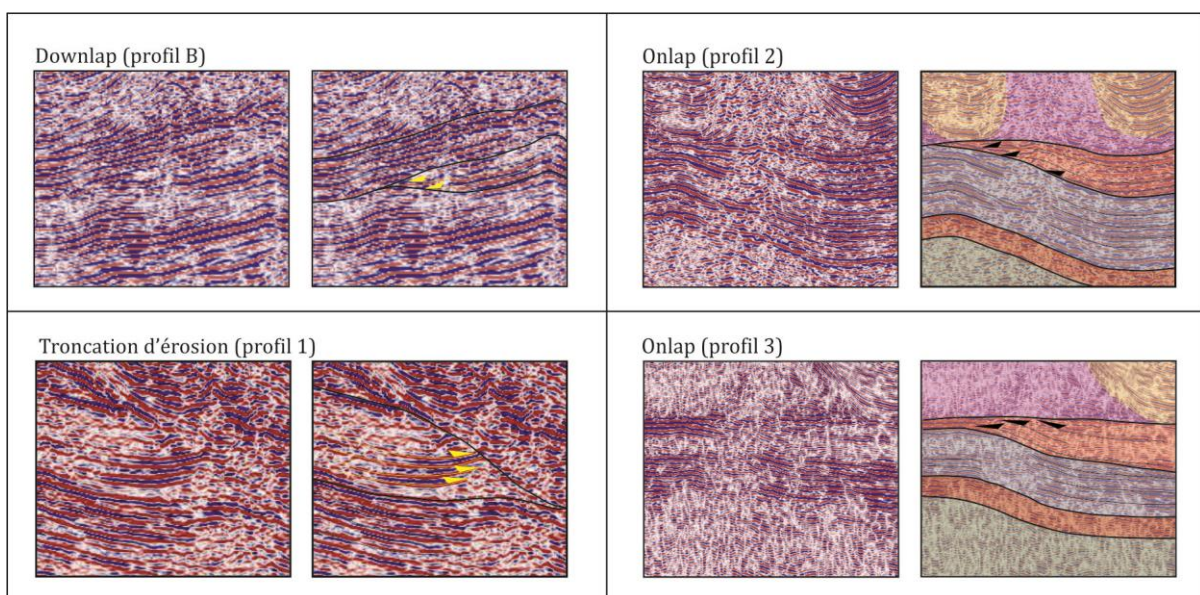 Downlap (profil B)
Onlap (profil 2)
Troncation d'érosion (profil 1)
Onlap (profil 3)